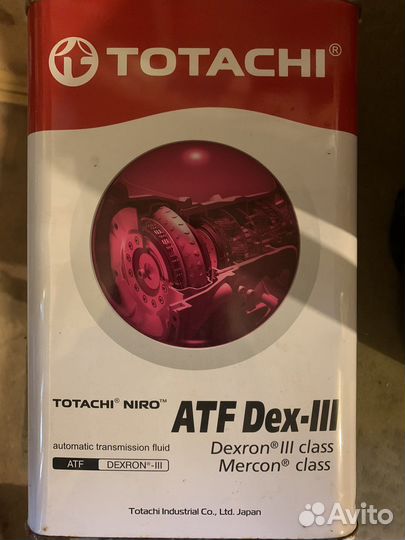 TOTACHI®
TOTACHI® NIRO™
ATF Dex-III
automatic transmission fluid
Dexron® III class
ATF DEXRON®-III
Mercon® class
Totachi Industrial Co., Ltd. Japan
Avito